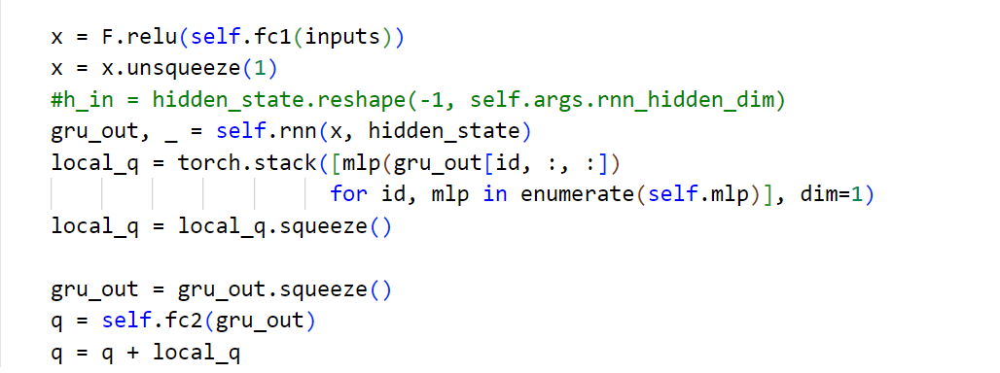 x = F.relu(self.fc1(inputs))
x = x.unsqueeze(1)
#h_in = hidden_state.reshape(-1, self.args.rnn_hidden_dim)
gru_out, _ = self.rnn(x, hidden_state)
local_q = torch.stack([mlp(gru_out[id, :, :])
for id, mlp in enumerate(self.mlp)], dim=1)
local_q = local_q.squeeze()
gru_out = gru_out.squeeze()
q = self.fc2(gru_out)
q = q + local_q